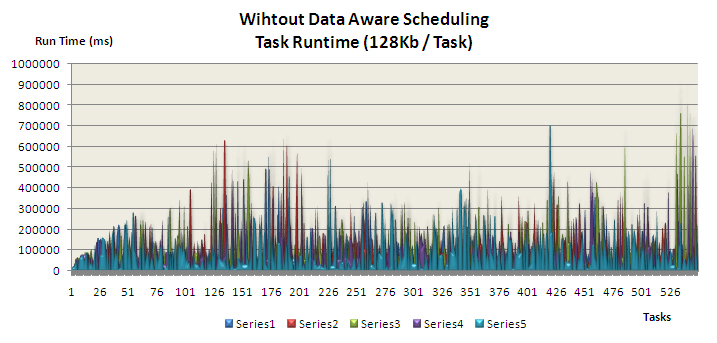 Wihtout Data Aware Scheduling
Task Runtime (128Kb / Task)
Run Time (ms)
1000000
900000
800000
700000
600000
500000
400000
300000
200000
100000
0
26 51 76 101 126 151 176 201 226 251 276 301 326 351 376 401 426 451 476 501 526
Tasks
Series1 Series2 Series3 Series4 Series5